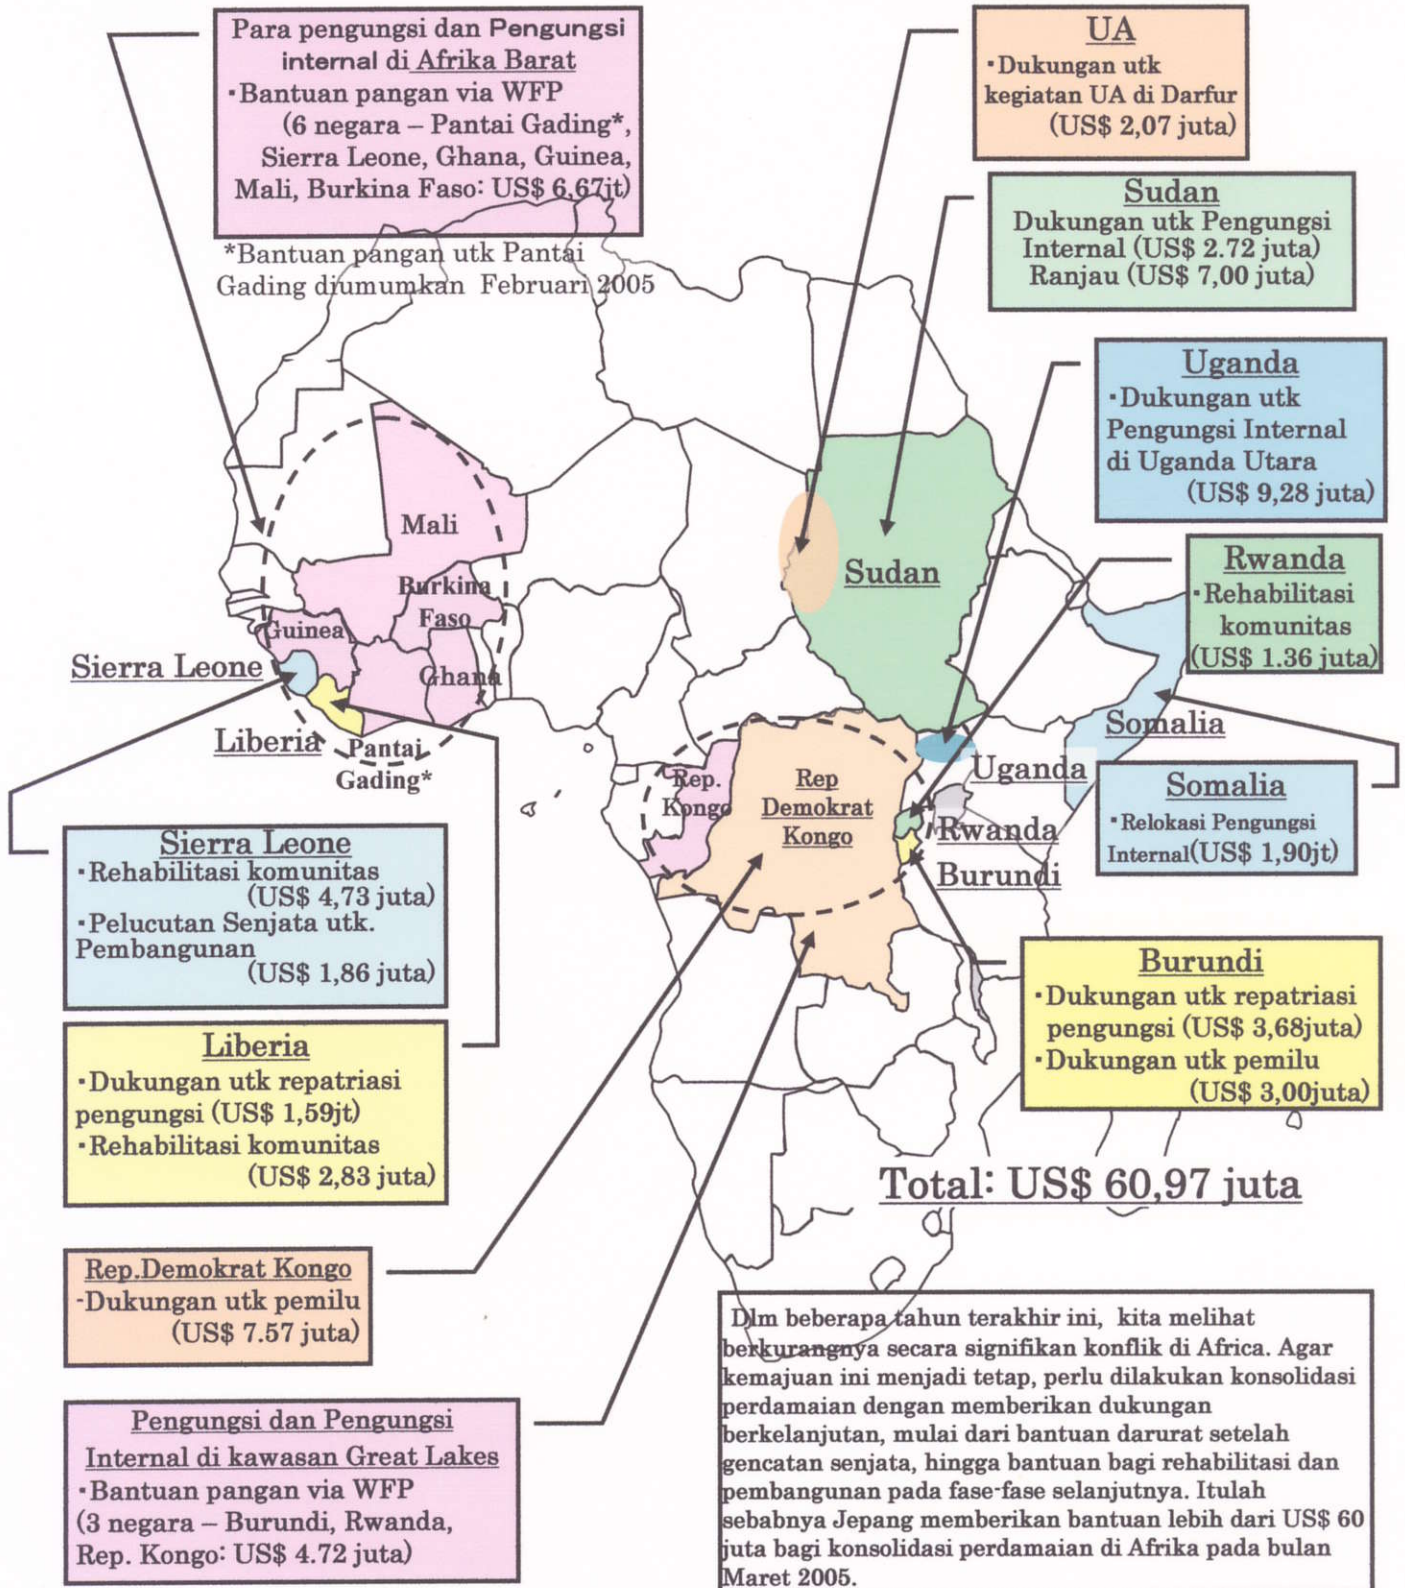 Para pengungsi dan Pengungsi
internal di Afrika Barat
▪Bantuan pangan via WFP
(6 negara – Pantai Gading*,
Sierra Leone, Ghana, Guinea,
Mali, Burkina Faso: US$ 6,67jt)
*Bantuan pangan utk Pantai
Gading diumumkan Februari 2005
UA
▪Dukungan utk
kegiatan UA di Darfur
(US$ 2,07 juta)
Sudan
Dukungan utk Pengungsi
Internal (US$ 2.72 juta)
Ranjau (US$ 7,00 juta)
Uganda
▪Dukungan utk
Pengungsi Internal
di Uganda Utara
(US$ 9,28 juta)
Rwanda
▪Rehabilitasi
komunitas
(US$ 1.36 juta)
Mali
Burkina
Faso
Guinea
Ghana
Sierra Leone
Liberia
Pantai
Gading*
Sudan
Somalia
Uganda
Rep.
Kongo
Rep
Demokrat
Kongo
Rwanda
Burundi
Somalia
▪Relokasi Pengungsi
Internal(US$ 1,90jt)
Sierra Leone
▪Rehabilitasi komunitas
(US$ 4,73 juta)
▪Pelucutan Senjata utk.
Pembangunan
(US$ 1,86 juta)
Burundi
▪Dukungan utk repatriasi
pengungsi (US$ 3,68juta)
▪Dukungan utk pemilu
(US$ 3,00juta)
Liberia
▪Dukungan utk repatriasi
pengungsi (US$ 1,59jt)
▪Rehabilitasi komunitas
(US$ 2,83 juta)
Total: US$ 60,97 juta
Rep.Demokrat Kongo
-Dukungan utk pemilu
(US$ 7.57 juta)
Pengungsi dan Pengungsi
Internal di kawasan Great Lakes
▪Bantuan pangan via WFP
(3 negara – Burundi, Rwanda,
Rep. Kongo: US$ 4.72 juta)
Dlm beberapa tahun terakhir ini, kita melihat
berkurangnya secara signifikan konflik di Africa. Agar
kemajuan ini menjadi tetap, perlu dilakukan konsolidasi
perdamaian dengan memberikan dukungan
berkelanjutan, mulai dari bantuan darurat setelah
gencatan senjata, hingga bantuan bagi rehabilitasi dan
pembangunan pada fase-fase selanjutnya. Itulah
sebabnya Jepang memberikan bantuan lebih dari US$ 60
juta bagi konsolidasi perdamaian di Afrika pada bulan
Maret 2005.